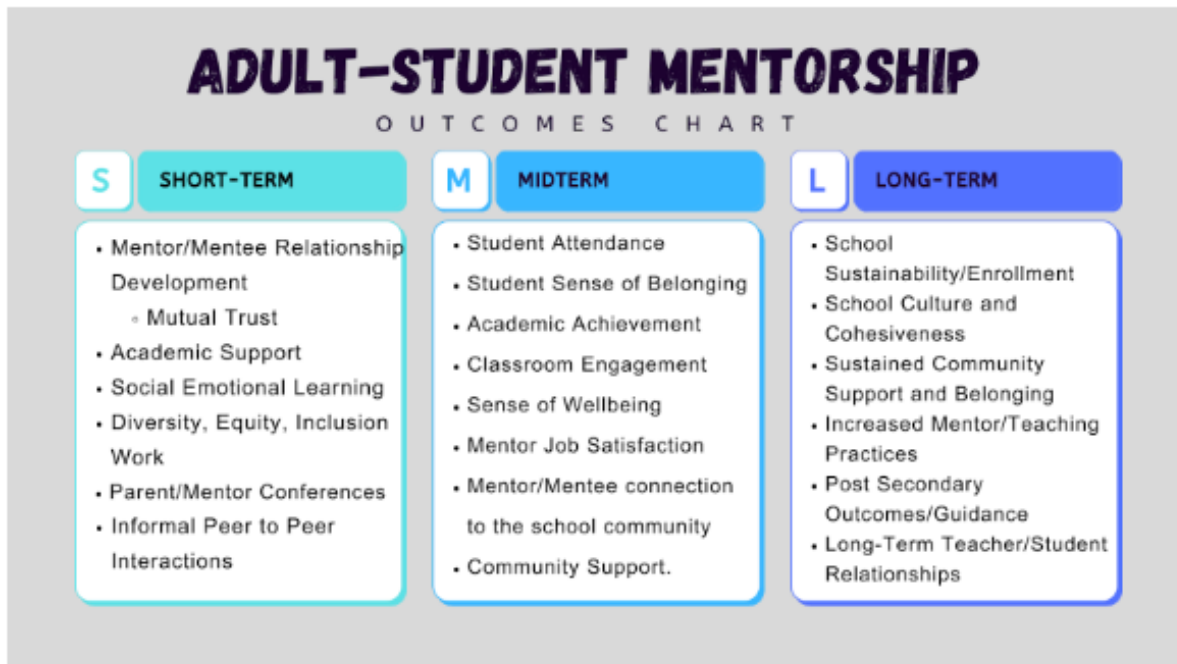 ADULT-STUDENT MENTORSHIP
OUTCOMES CHART
S SHORT-TERM
• Mentor/Mentee Relationship
Development
◦ Mutual Trust
• Academic Support
• Social Emotional Learning
• Diversity, Equity, Inclusion
Work
• Parent/Mentor Conferences
• Informal Peer to Peer
Interactions
M MIDTERM
• Student Attendance
• Student Sense of Belonging
• Academic Achievement
• Classroom Engagement
• Sense of Wellbeing
• Mentor Job Satisfaction
• Mentor/Mentee connection
to the school community
• Community Support.
L LONG-TERM
• School
Sustainability/Enrollment
• School Culture and
Cohesiveness
• Sustained Community
Support and Belonging
• Increased Mentor/Teaching
Practices
• Post Secondary
Outcomes/Guidance
• Long-Term Teacher/Student
Relationships